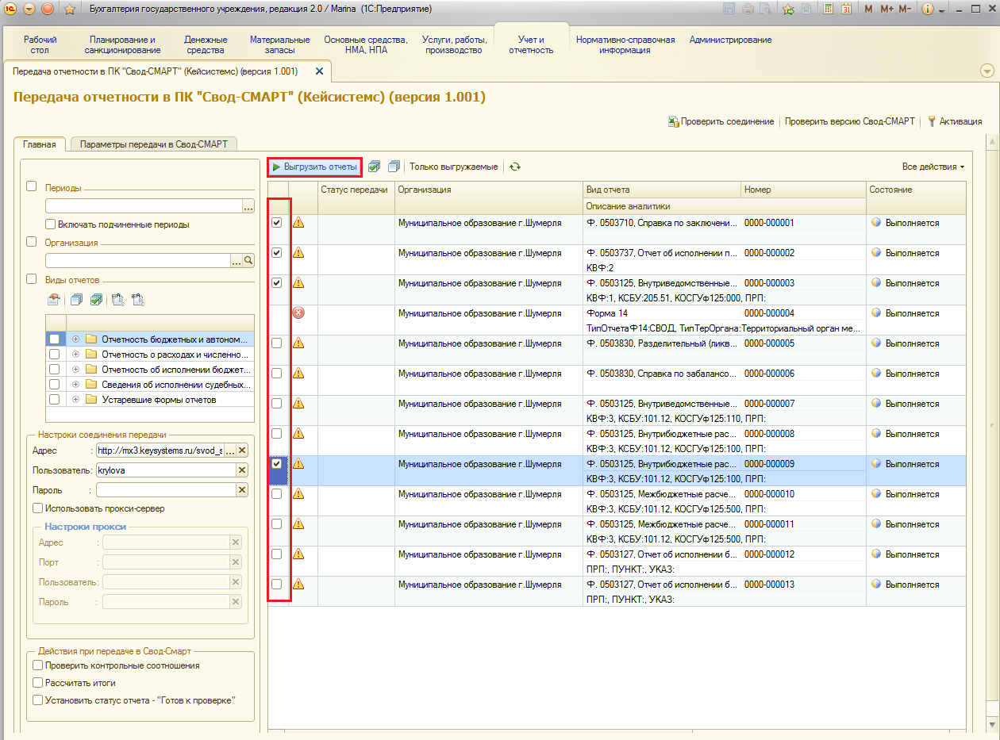 Бухгалтерия государственного учреждения, редакция 2.0 / Marina (1С:Предприятие)
M M+ M-
Рабочий стол
Планирование и санкционирование
Денежные средства
Материальные запасы
Основные средства, НМА, НПА
Услуги, работы, производство
Учет и отчетность
Нормативно-справочная информация
Администрирование
Передача отчетности в ПК "Свод-СМАРТ" (Кейсистемс) (версия 1.001)
Передача отчетности в ПК "Свод-СМАРТ" (Кейсистемс) (версия 1.001)
Проверить соединение
Проверить версию Свод-СМАРТ
Активация
Главная
Параметры передачи в Свод-СМАРТ
Периоды
Включать подчиненные периоды
Организация
Виды отчетов
Отчетность бюджетных и автоном...
Отчетность о расходах и численно...
Отчетность об исполнении бюджет...
Сведения об исполнении судебных...
Устаревшие формы отчетов
Настроки соединения передачи
Адрес : http://mx3.keysystems.ru/svod_s ...
Пользователь: krylova
Пароль :
Использовать прокси-сервер
Настроки прокси
Адрес :
Порт :
Пользователь:
Пароль :
Действия при передаче в Свод-Смарт
Проверить контрольные соотношения
Рассчитать итоги
Установить статус отчета - "Готов к проверке"
Выгрузить отчеты
Только выгружаемые
Все действия
Статус передачи Организация Вид отчета Номер Состояние
Описание аналитики
Муниципальное образование г.Шумерля Ф. 0503710, Справка по заключени... 0000-000001 Выполняется
Муниципальное образование г.Шумерля Ф. 0503737, Отчет об исполнении п... 0000-000002 Выполняется
КВФ:2
Муниципальное образование г.Шумерля Ф. 0503125, Внутриведомственные... 0000-000003 Выполняется
КВФ:1, КСБУ:205.51, КОСГУф125:000, ПРП:
Муниципальное образование г.Шумерля Форма 14 0000-000004 Выполняется
ТипОтчетаФ14:СВОД, ТипТерОргана:Территориальный орган ме...
Муниципальное образование г.Шумерля Ф. 0503830, Разделительный (ликв... 0000-000005 Выполняется
Муниципальное образование г.Шумерля Ф. 0503830, Справка по забалансо... 0000-000006 Выполняется
Муниципальное образование г.Шумерля Ф. 0503125, Внутриведомственные... 0000-000007 Выполняется
КВФ:3, КСБУ:101.12, КОСГУф125:110, ПРП:
Муниципальное образование г.Шумерля Ф. 0503125, Внутрибюджетные рас... 0000-000008 Выполняется
КВФ:3, КСБУ:101.12, КОСГУф125:100, ПРП:
Муниципальное образование г.Шумерля Ф. 0503125, Внутрибюджетные рас... 0000-000009 Выполняется
КВФ:3, КСБУ:101.12, КОСГУф125:100, ПРП:
Муниципальное образование г.Шумерля Ф. 0503125, Межбюджетные расче... 0000-000010 Выполняется
КВФ:3, КСБУ:101.12, КОСГУф125:500, ПРП:
Муниципальное образование г.Шумерля Ф. 0503125, Межбюджетные расче... 0000-000011 Выполняется
КВФ:3, КСБУ:101.12, КОСГУф125:500, ПРП:
Муниципальное образование г.Шумерля Ф. 0503127, Отчет об исполнении б... 0000-000012 Выполняется
ПРП:, ПУНКТ:, УКАЗ:
Муниципальное образование г.Шумерля Ф. 0503127, Отчет об исполнении б... 0000-000013 Выполняется
ПРП:, ПУНКТ:, УКАЗ: